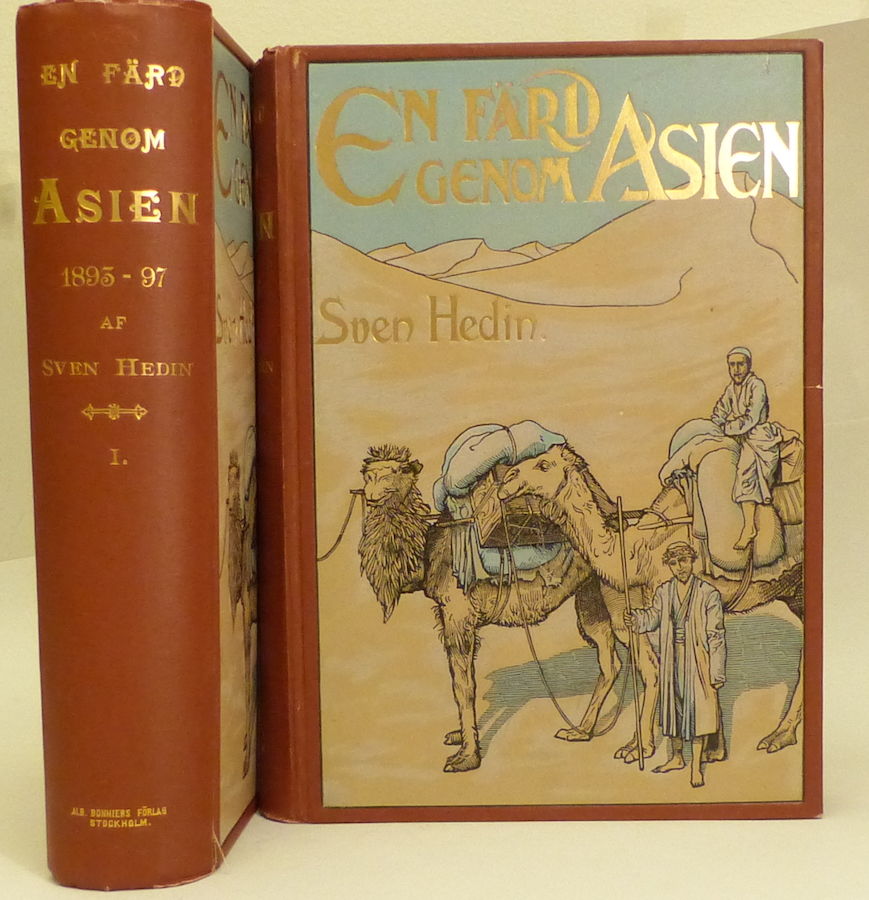 EN FÄRD
GENOM
ASIEN
1893-97
AF
SVEN HEDIN
I.
ALB. BONNIERS FÖRLAG
STOCKHOLM.
EN FÄRD
GENOM ASIEN
Sven Hedin.